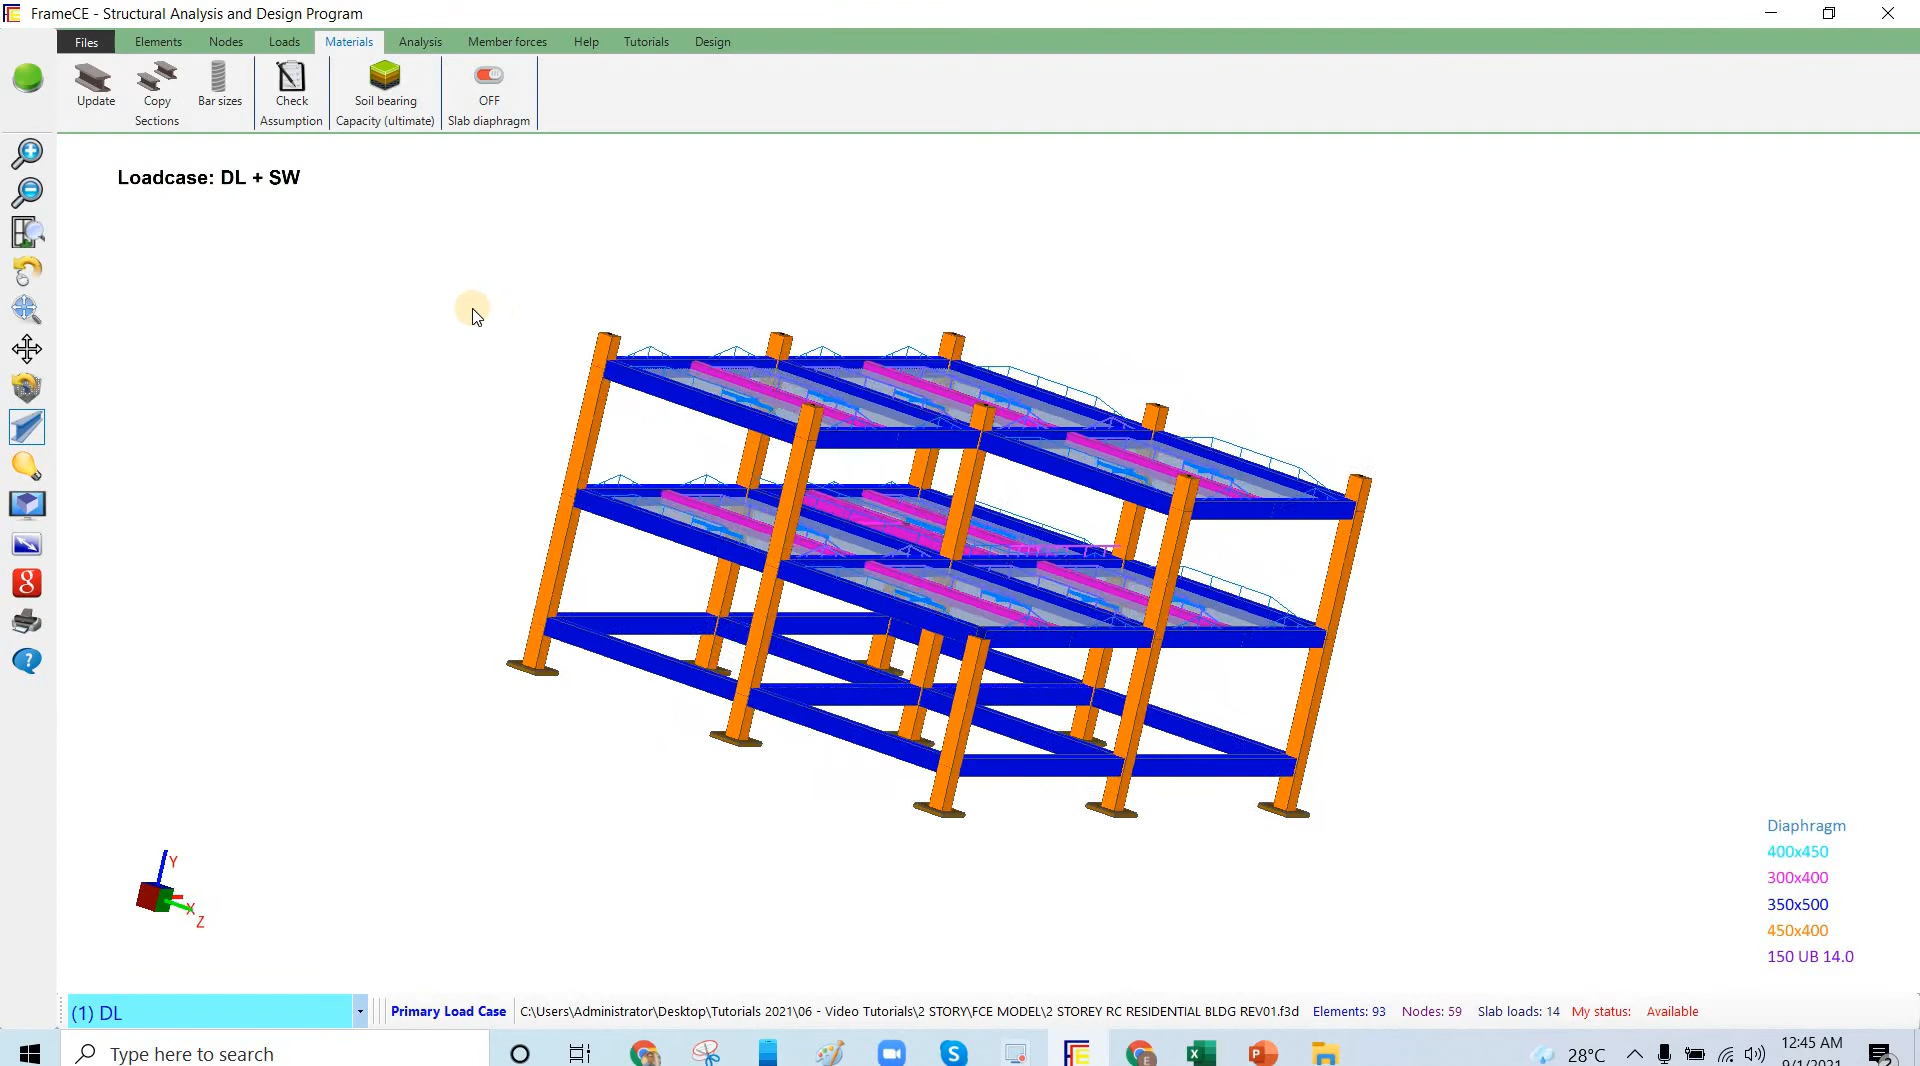 FrameCE - Structural Analysis and Design Program
Files Elements Nodes Loads Materials Analysis Member forces Help Tutorials Design
Update Copy Bar sizes Check Soil bearing OFF
Sections Assumption Capacity (ultimate) Slab diaphragm
Loadcase: DL + SW
8
?
Diaphragm
400x450
300x400
350x500
450x400
150 UB 14.0
Y
X
Z
(1) DL Primary Load Case C:\Users\Administrator\Desktop\Tutorials 2021\06 - Video Tutorials\2 STORY\FCE MODEL\2 STOREY RC RESIDENTIAL BLDG REV01.f3d Elements: 93 Nodes: 59 Slab loads: 14 My status: Available
Type here to search 28°C 12:45 AM
9/1/2021